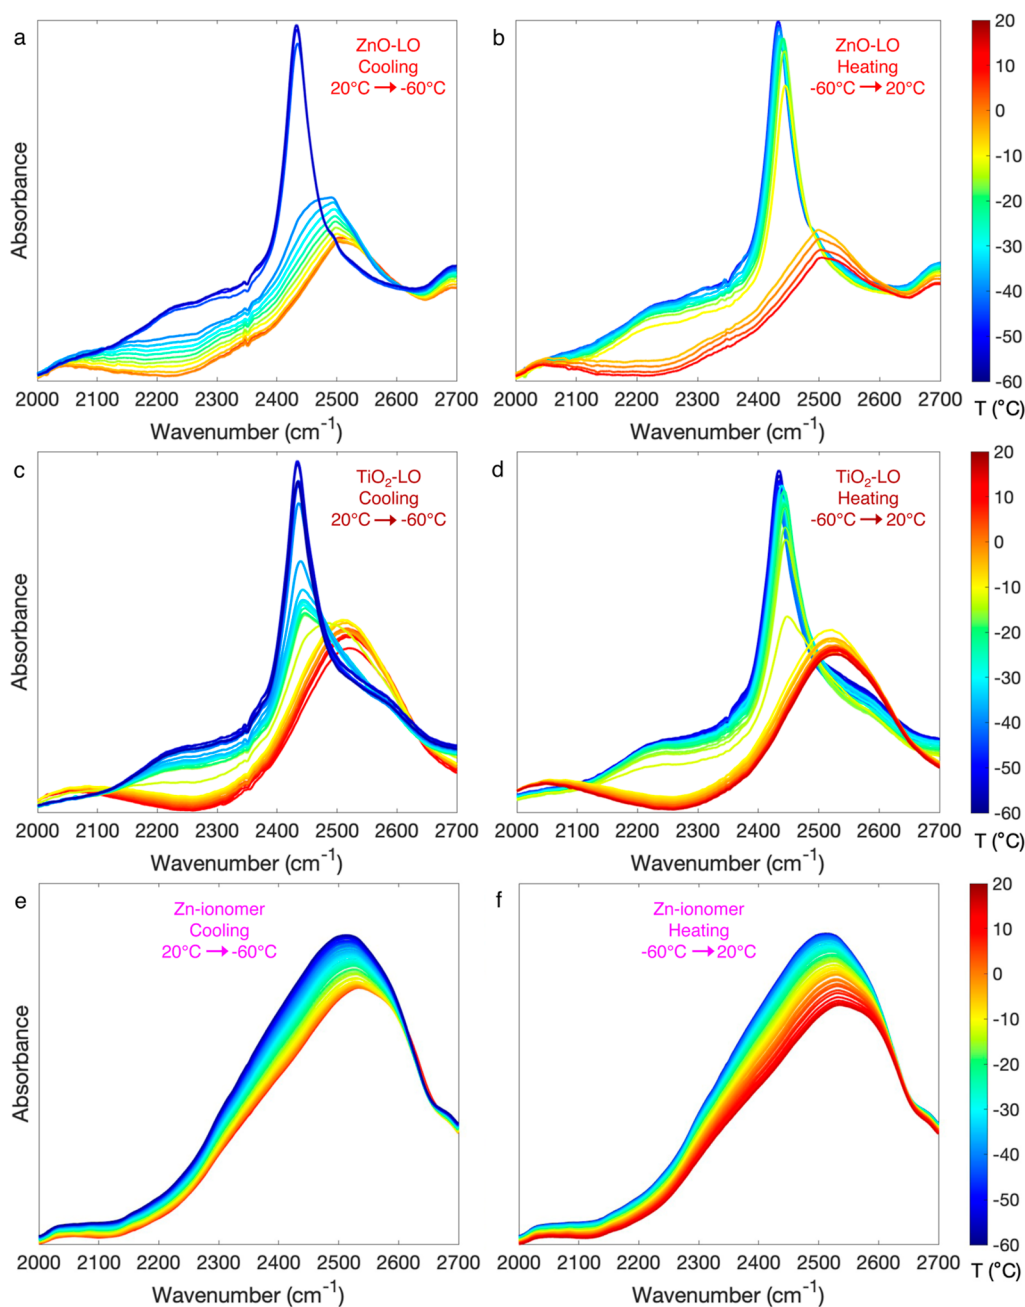 a
ZnO-LO
Cooling
20°C → -60°C
Absorbance
2000 2100 2200 2300 2400 2500 2600 2700
Wavenumber (cm⁻¹)
b
ZnO-LO
Heating
-60°C → 20°C
2000 2100 2200 2300 2400 2500 2600 2700
Wavenumber (cm⁻¹)
20
10
0
-10
-20
-30
-40
-50
-60
T (°C)
c
TiO₂-LO
Cooling
20°C → -60°C
Absorbance
2000 2100 2200 2300 2400 2500 2600 2700
Wavenumber (cm⁻¹)
d
TiO₂-LO
Heating
-60°C → 20°C
2000 2100 2200 2300 2400 2500 2600 2700
Wavenumber (cm⁻¹)
20
10
0
-10
-20
-30
-40
-50
-60
T (°C)
e
Zn-ionomer
Cooling
20°C → -60°C
Absorbance
2000 2100 2200 2300 2400 2500 2600 2700
Wavenumber (cm⁻¹)
f
Zn-ionomer
Heating
-60°C → 20°C
2000 2100 2200 2300 2400 2500 2600 2700
Wavenumber (cm⁻¹)
20
10
0
-10
-20
-30
-40
-50
-60
T (°C)